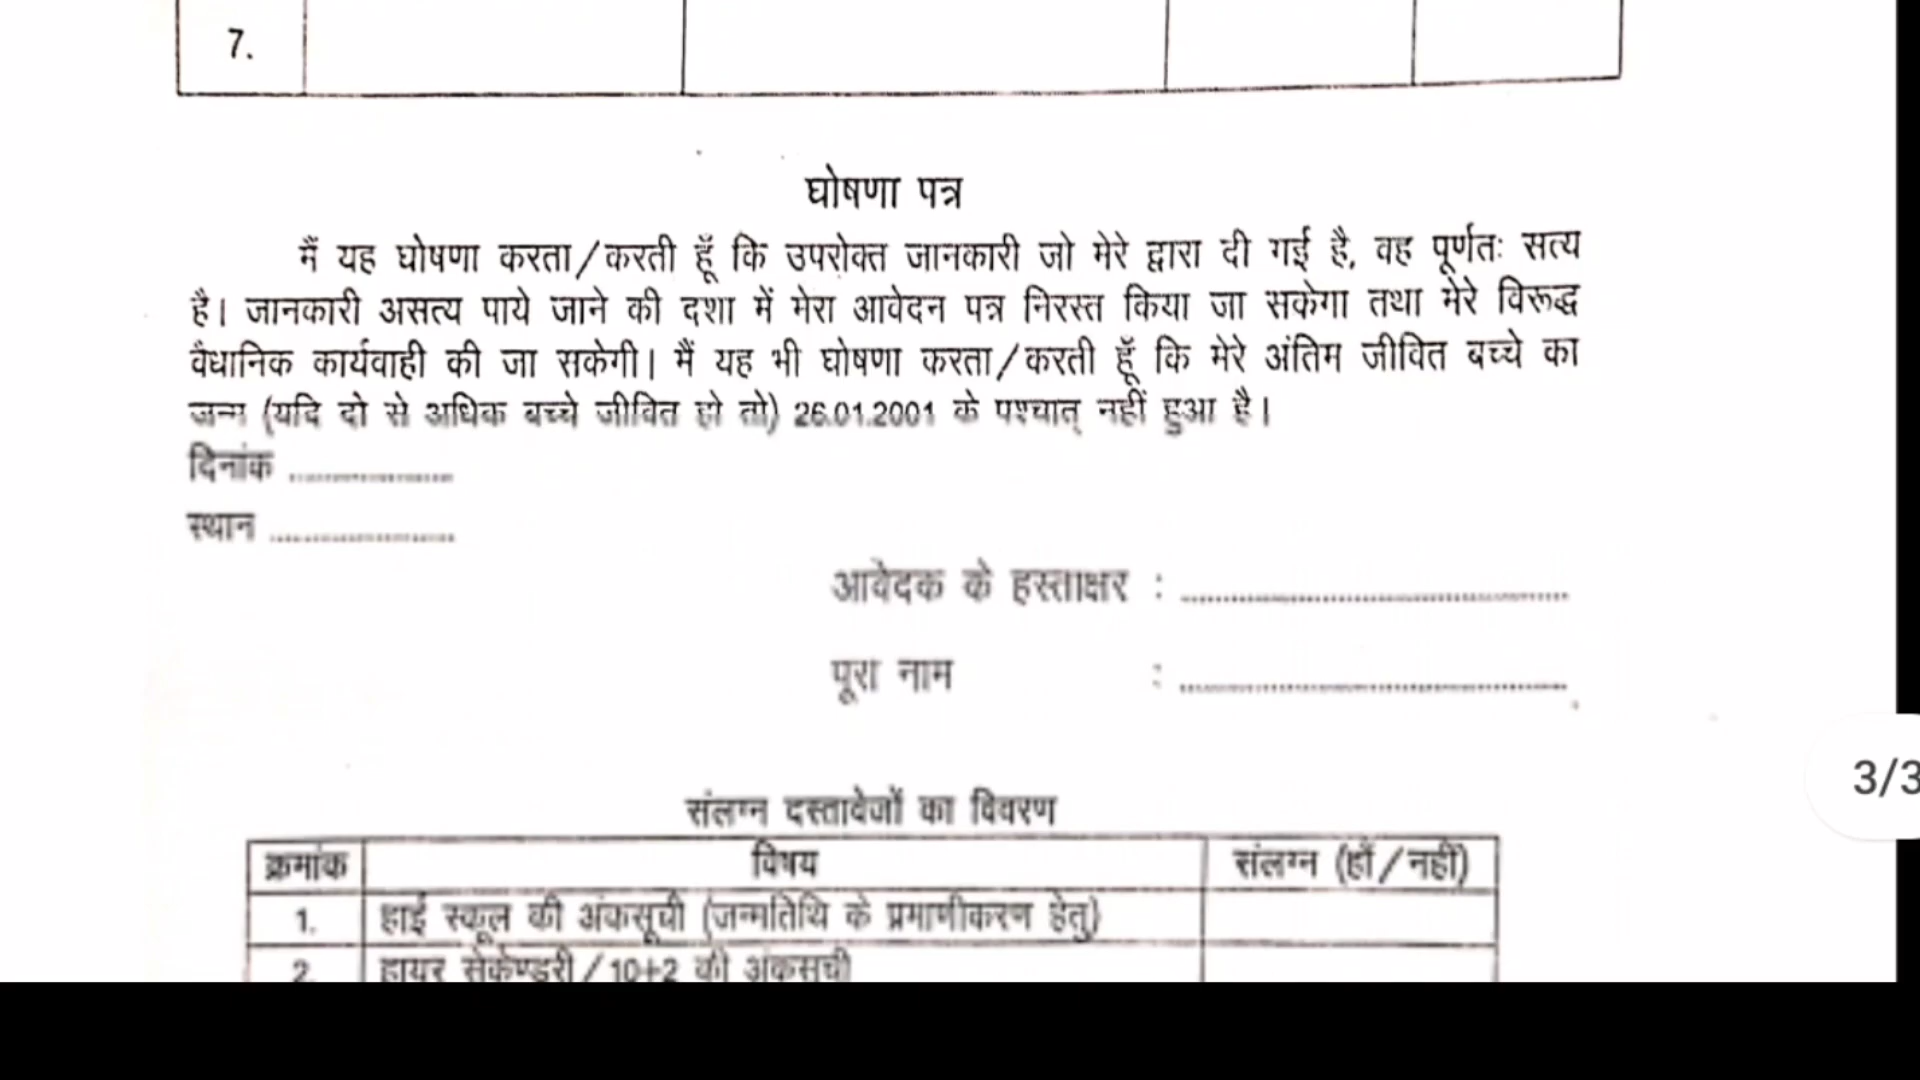 7.
घोषणा पत्र
मैं यह घोषणा करता/करती हूँ कि उपरोक्त जानकारी जो मेरे द्वारा दी गई है, वह पूर्णतः सत्य
है। जानकारी असत्य पाये जाने की दशा में मेरा आवेदन पत्र निरस्त किया जा सकेगा तथा मेरे विरूद्ध
वैधानिक कार्यवाही की जा सकेगी। मैं यह भी घोषणा करता/करती हूँ कि मेरे अंतिम जीवित बच्चे का
जन्म (यदि दो से अधिक बच्चे जीवित हो तो) 26.01.2001 के पश्चात् नहीं हुआ है।
दिनांक ....................
स्थान ......................
आवेदक के हस्ताक्षर : ................................................
पूरा नाम : ................................................
3/3
संलग्न दस्तावेजों का विवरण
क्रमांक विषय संलग्न (हाँ/नहीं)
1. हाई स्कूल की अंकसूची (जन्मतिथि के प्रमाणीकरण हेतु)
2. हायर सेकेण्डरी/10+2 की अंकसूची